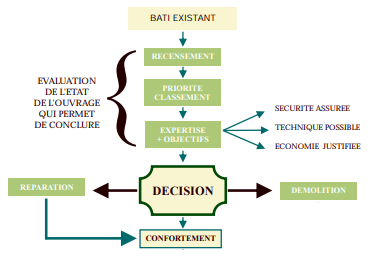 BATI EXISTANT
RECENSEMENT
EVALUATION
DE L'ETAT
DE L'OUVRAGE
QUI PERMET
DE CONCLURE
PRIORITE
CLASSEMENT
EXPERTISE
+ OBJECTIFS
SECURITE ASSUREE
TECHNIQUE POSSIBLE
ECONOMIE JUSTIFIEE
REPARATION
DECISION
DEMOLITION
CONFORTEMENT